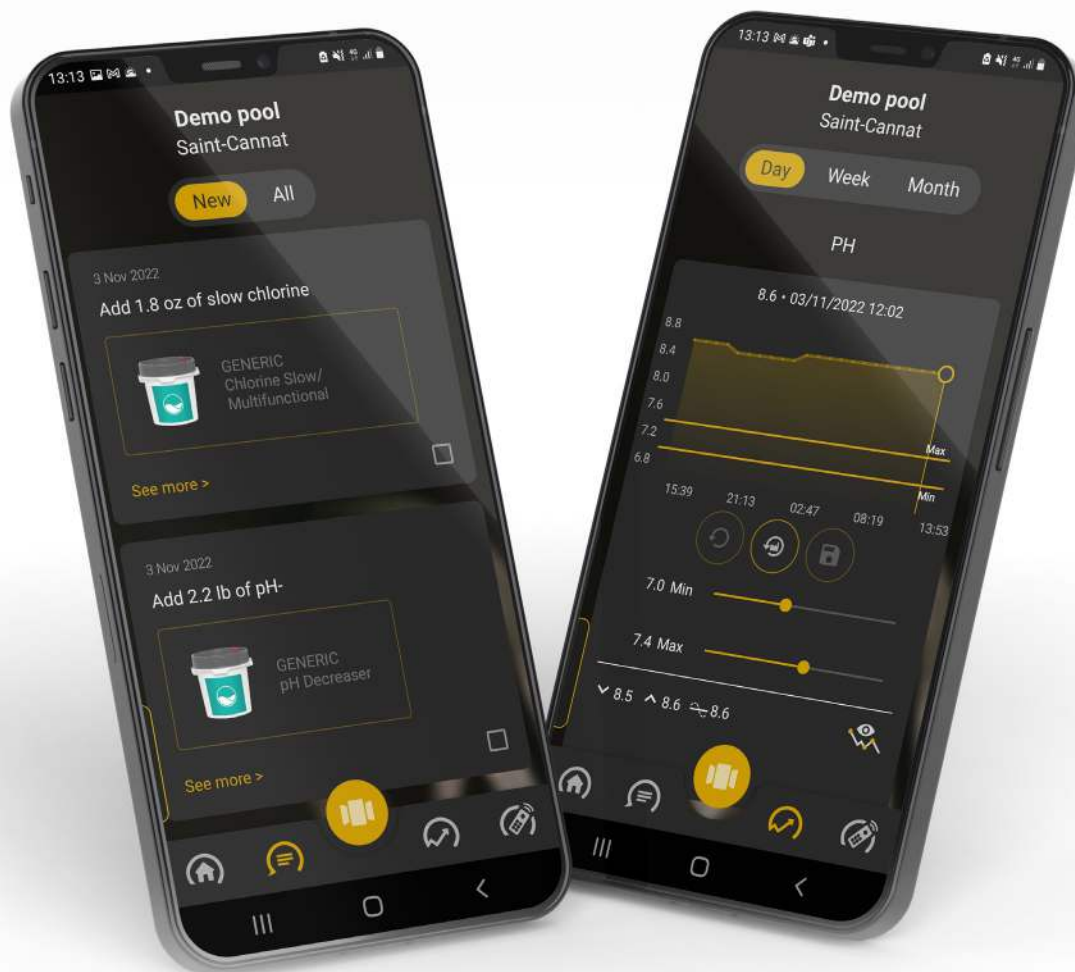 13:13
Demo pool
Saint-Cannat
New All
3 Nov 2022
Add 1.8 oz of slow chlorine
GENERIC
Chlorine Slow/
Multifunctional
See more >
3 Nov 2022
Add 2.2 lb of pH-
GENERIC
pH Decreaser
See more >
13:13
4G
Demo pool
Saint-Cannat
Day Week Month
PH
8.6 • 03/11/2022 12:02
8.8
8.4
8.0
7.6
7.2
6.8
Max
Min
15:39 21:13 02:47 08:19 13:53
7.0 Min
7.4 Max
8.5 8.6 8.6